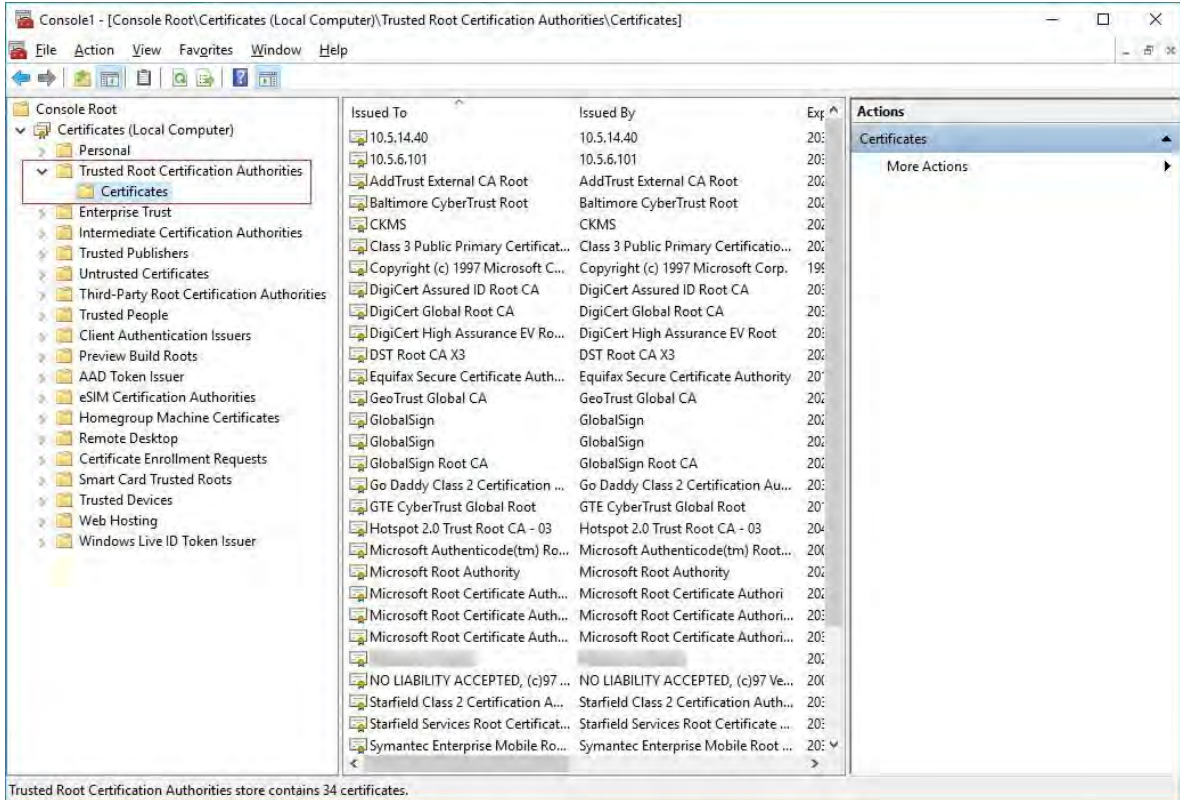 Console1 - [Console Root\Certificates (Local Computer)\Trusted Root Certification Authorities\Certificates]
File Action View Favorites Window Help
Console Root
Certificates (Local Computer)
Personal
Trusted Root Certification Authorities
Certificates
Enterprise Trust
Intermediate Certification Authorities
Trusted Publishers
Untrusted Certificates
Third-Party Root Certification Authorities
Trusted People
Client Authentication Issuers
Preview Build Roots
AAD Token Issuer
eSIM Certification Authorities
Homegroup Machine Certificates
Remote Desktop
Certificate Enrollment Requests
Smart Card Trusted Roots
Trusted Devices
Web Hosting
Windows Live ID Token Issuer
Issued To Issued By
10.5.14.40 10.5.14.40
10.5.6.101 10.5.6.101
AddTrust External CA Root AddTrust External CA Root
Baltimore CyberTrust Root Baltimore CyberTrust Root
CKMS CKMS
Class 3 Public Primary Certificat... Class 3 Public Primary Certificatio...
Copyright (c) 1997 Microsoft C... Copyright (c) 1997 Microsoft Corp.
DigiCert Assured ID Root CA DigiCert Assured ID Root CA
DigiCert Global Root CA DigiCert Global Root CA
DigiCert High Assurance EV Ro... DigiCert High Assurance EV Root
DST Root CA X3 DST Root CA X3
Equifax Secure Certificate Auth... Equifax Secure Certificate Authority
GeoTrust Global CA GeoTrust Global CA
GlobalSign GlobalSign
GlobalSign GlobalSign
GlobalSign Root CA GlobalSign Root CA
Go Daddy Class 2 Certification ... Go Daddy Class 2 Certification Au...
GTE CyberTrust Global Root GTE CyberTrust Global Root
Hotspot 2.0 Trust Root CA - 03 Hotspot 2.0 Trust Root CA - 03
Microsoft Authenticode(tm) Ro... Microsoft Authenticode(tm) Root...
Microsoft Root Authority Microsoft Root Authority
Microsoft Root Certificate Auth... Microsoft Root Certificate Authori
Microsoft Root Certificate Auth... Microsoft Root Certificate Authori...
Microsoft Root Certificate Auth... Microsoft Root Certificate Authori...
NO LIABILITY ACCEPTED, (c)97 ... NO LIABILITY ACCEPTED, (c)97 Ve...
Starfield Class 2 Certification A... Starfield Class 2 Certification Auth...
Starfield Services Root Certificat... Starfield Services Root Certificate ...
Symantec Enterprise Mobile Ro... Symantec Enterprise Mobile Root ...
Actions
Certificates
More Actions
Trusted Root Certification Authorities store contains 34 certificates.